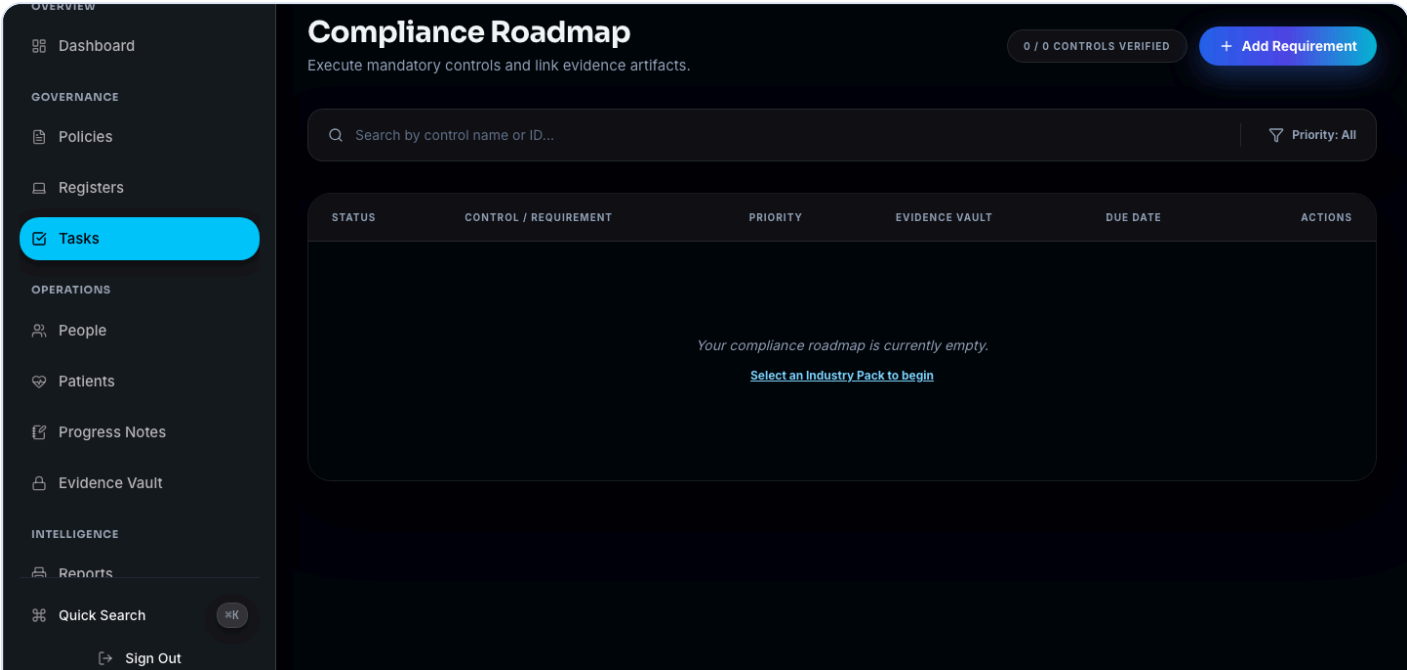 OVERVIEW
Dashboard
GOVERNANCE
Policies
Registers
Tasks
OPERATIONS
People
Patients
Progress Notes
Evidence Vault
INTELLIGENCE
Reports
Quick Search ⌘K
Sign Out
Compliance Roadmap
Execute mandatory controls and link evidence artifacts.
0 / 0 CONTROLS VERIFIED
+ Add Requirement
Search by control name or ID...
Priority: All
STATUS CONTROL / REQUIREMENT PRIORITY EVIDENCE VAULT DUE DATE ACTIONS
Your compliance roadmap is currently empty.
Select an Industry Pack to begin